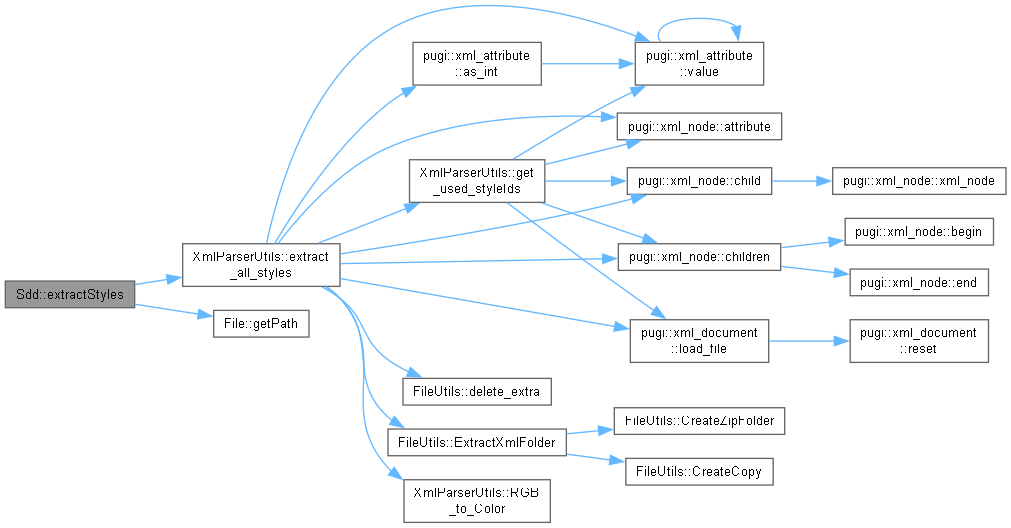 Sdd::extractStyles
XmlParserUtils::extract
_all_styles
File::getPath
pugi::xml_attribute
::as_int
XmlParserUtils::get
_used_styleIds
FileUtils::delete_extra
FileUtils::ExtractXmlFolder
XmlParserUtils::RGB
_to_Color
pugi::xml_attribute
::value
pugi::xml_node::attribute
pugi::xml_node::child
pugi::xml_node::children
pugi::xml_document
::load_file
FileUtils::CreateZipFolder
FileUtils::CreateCopy
pugi::xml_node::xml_node
pugi::xml_node::begin
pugi::xml_node::end
pugi::xml_document
::reset